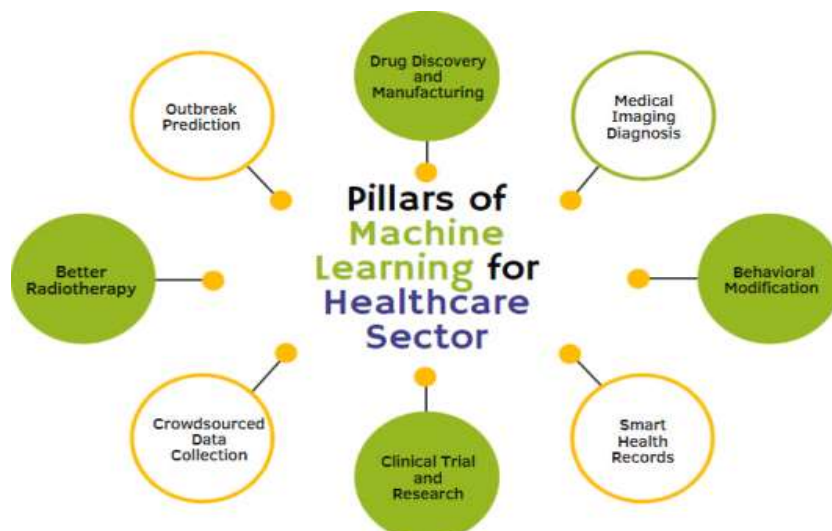 Drug Discovery
and
Manufacturing
Outbreak
Prediction
Medical
Imaging
Diagnosis
Pillars of
Machine
Learning for
Healthcare
Sector
Better
Radiotherapy
Behavioral
Modification
Crowdsourced
Data
Collection
Clinical Trial
and
Research
Smart
Health
Records